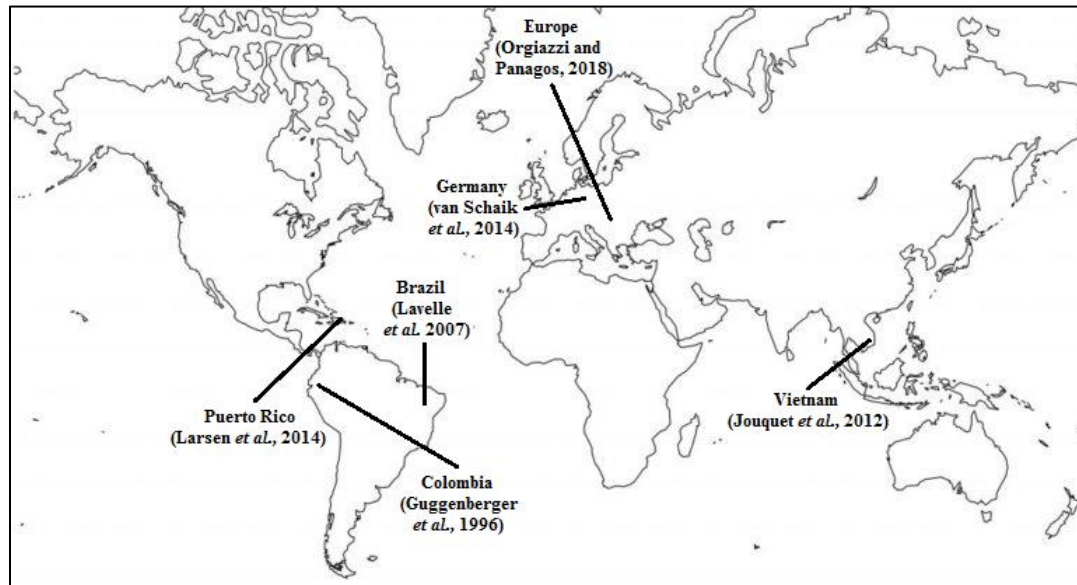 Europe
(Orgiazzi and
Panagos, 2018)
Germany
(van Schaik
et al., 2014)
Brazil
(Lavelle
et al. 2007)
Puerto Rico
(Larsen et al., 2014)
Vietnam
(Jouquet et al., 2012)
Colombia
(Guggenberger
et al., 1996)